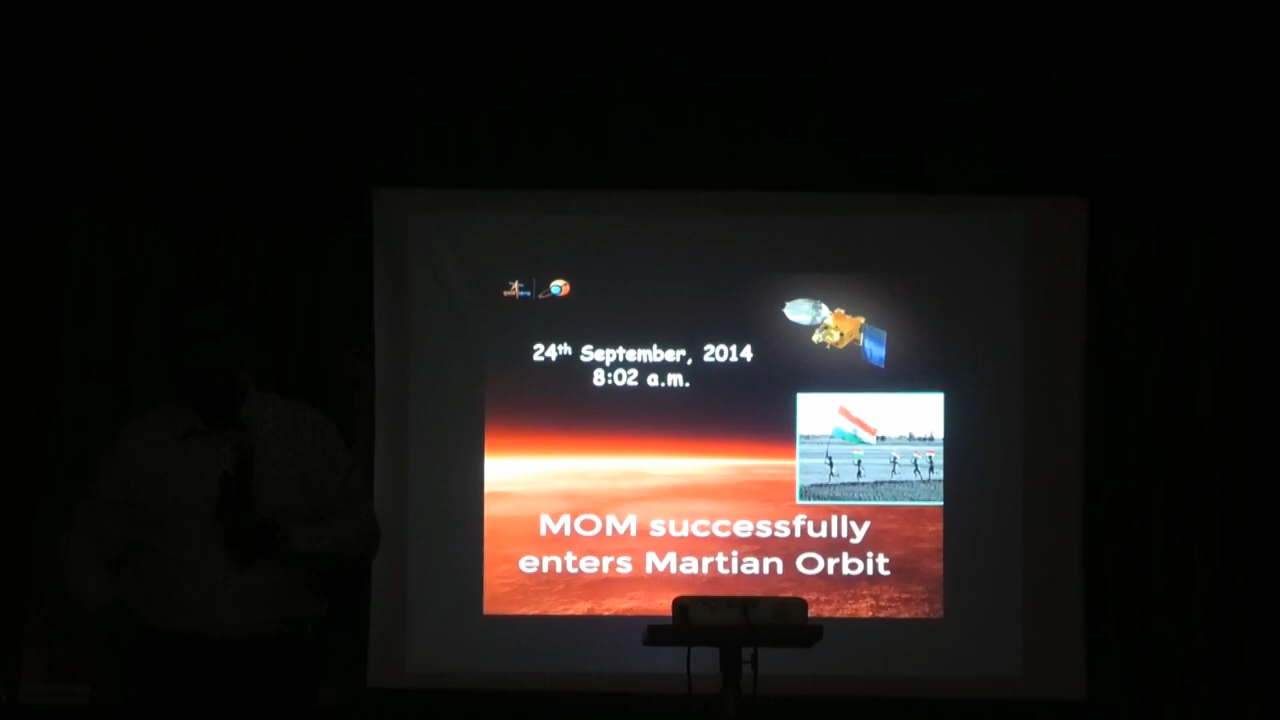 24th September, 2014
8:02 a.m.
MOM successfully
enters Martian Orbit